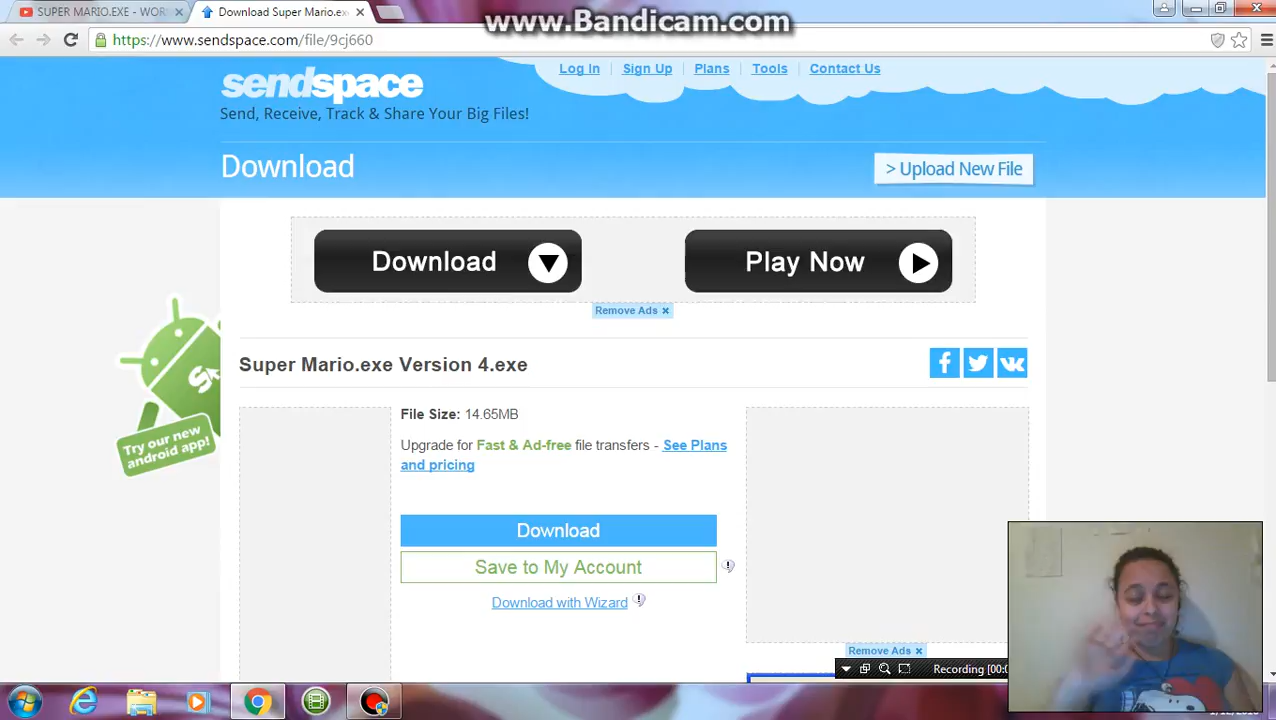 www.Bandicam.com
SUPER MARIO.EXE - WOR
Download Super Mario.ex
https://www.sendspace.com/file/9cj660
sendspace
Log In
Sign Up
Plans
Tools
Contact Us
Send, Receive, Track & Share Your Big Files!
Download
> Upload New File
Download
Play Now
Remove Ads ×
Super Mario.exe Version 4.exe
Try our new
android app!
File Size: 14.65MB
Upgrade for Fast & Ad-free file transfers - See Plans
and pricing
Download
Save to My Account
Download with Wizard
Remove Ads ×
Recording [00:0